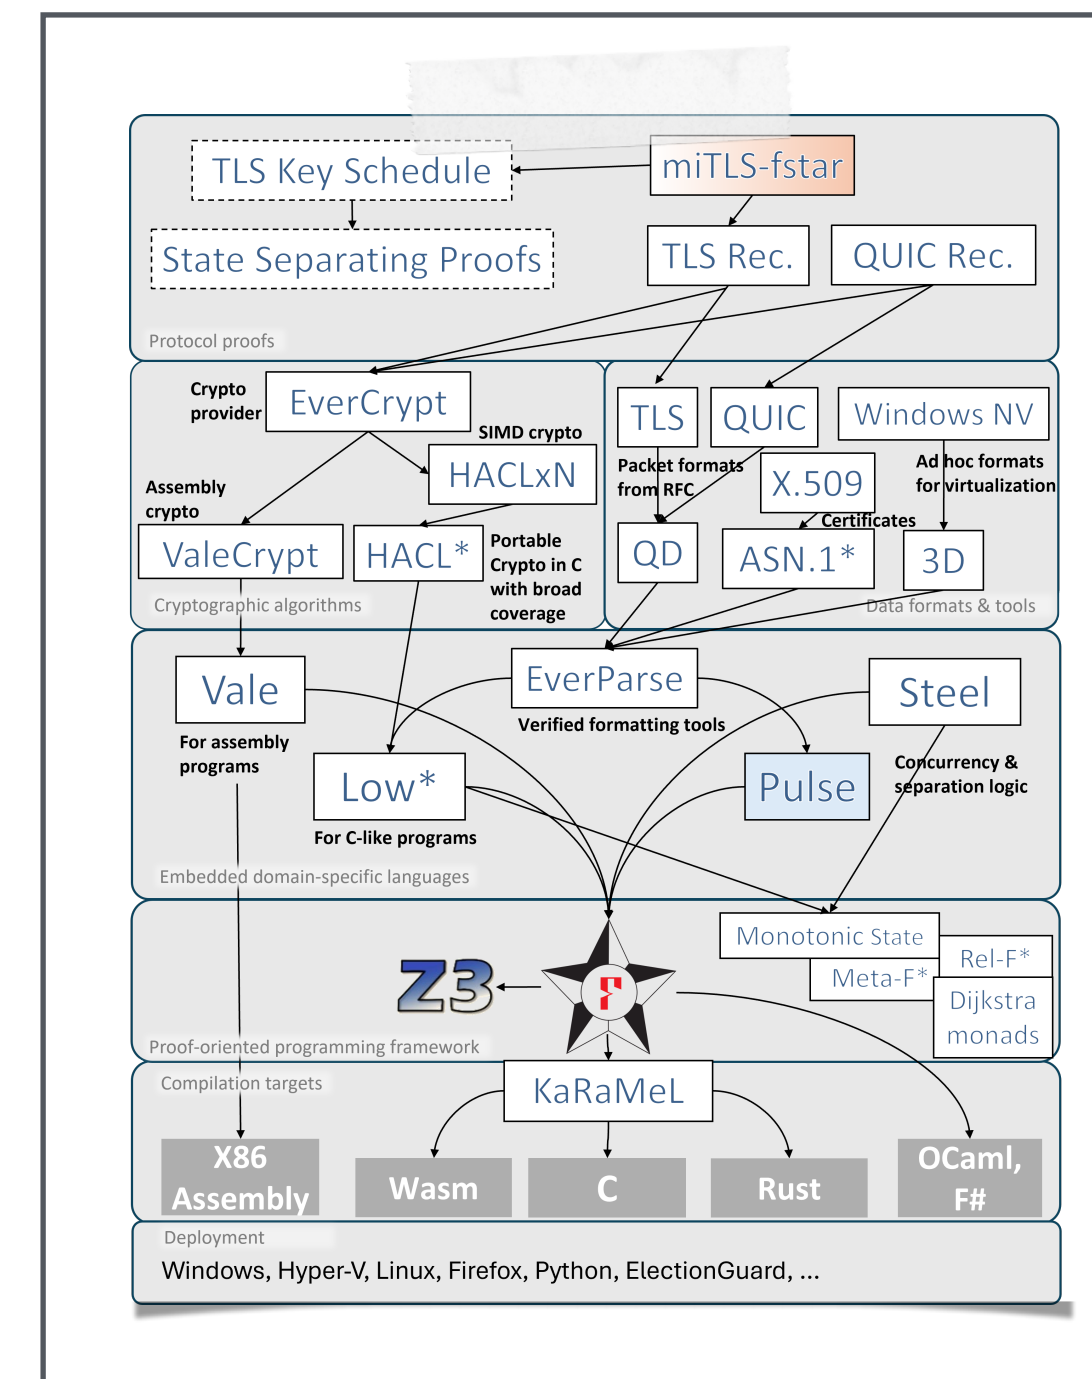 TLS Key Schedule
miTLS-fstar
State Separating Proofs
TLS Rec.
QUIC Rec.
Protocol proofs
Crypto
provider
EverCrypt
SIMD crypto
HACLxN
Assembly
crypto
ValeCrypt
HACL*
Portable
Crypto in C
with broad
coverage
Cryptographic algorithms
TLS
QUIC
Windows NV
Packet formats
from RFC
X.509
Ad hoc formats
for virtualization
Certificates
QD
ASN.1*
3D
Data formats & tools
Vale
EverParse
Steel
Verified formatting tools
For assembly
programs
Low*
Pulse
Concurrency &
separation logic
For C-like programs
Embedded domain-specific languages
Monotonic State
Z3
F
Meta-F*
Rel-F*
Dijkstra
monads
Proof-oriented programming framework
Compilation targets
KaRaMeL
X86
Assembly
Wasm
C
Rust
OCaml,
F#
Deployment
Windows, Hyper-V, Linux, Firefox, Python, ElectionGuard, ...